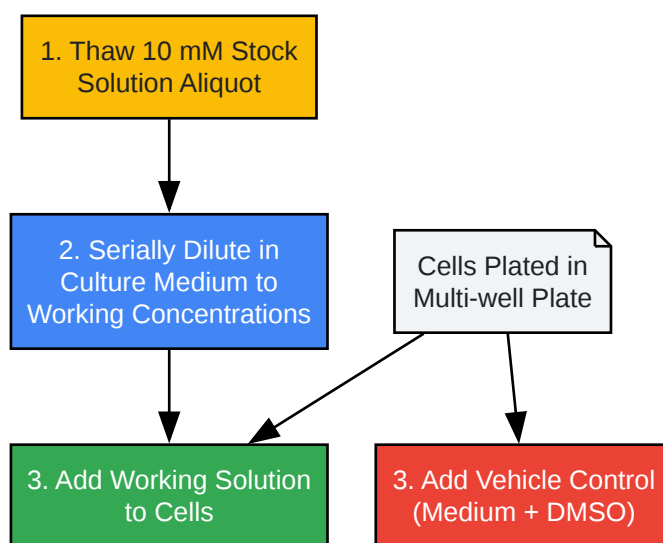 1. Thaw 10 mM Stock
Solution Aliquot
2. Serially Dilute in
Culture Medium to
Working Concentrations
Cells Plated in
Multi-well Plate
3. Add Working Solution
to Cells
3. Add Vehicle Control
(Medium + DMSO)